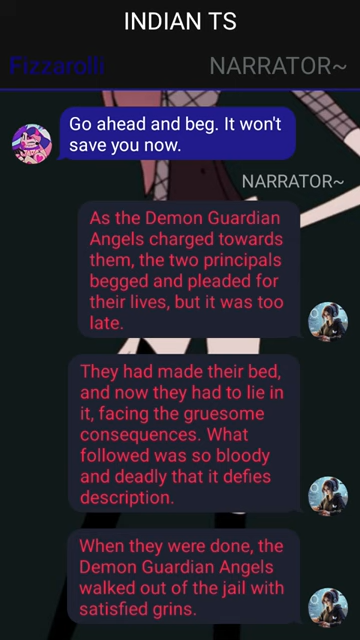 INDIAN TS
Fizzarolli
NARRATOR~
Go ahead and beg. It won't
save you now.
NARRATOR~
As the Demon Guardian
Angels charged towards
them, the two principals
begged and pleaded for
their lives, but it was too
late.
They had made their bed,
and now they had to lie in
it, facing the gruesome
consequences. What
followed was so bloody
and deadly that it defies
description.
When they were done, the
Demon Guardian Angels
walked out of the jail with
satisfied grins.